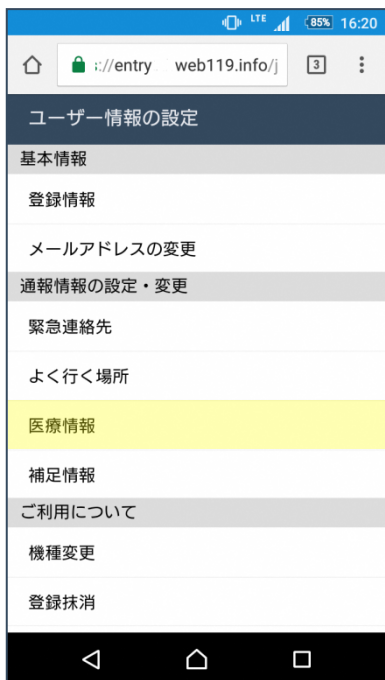 LTE 85% 16:20
://entry web119.info/j 3
ユーザー情報の設定
基本情報
登録情報
メールアドレスの変更
通報情報の設定・変更
緊急連絡先
よく行く場所
医療情報
補足情報
ご利用について
機種変更
登録抹消